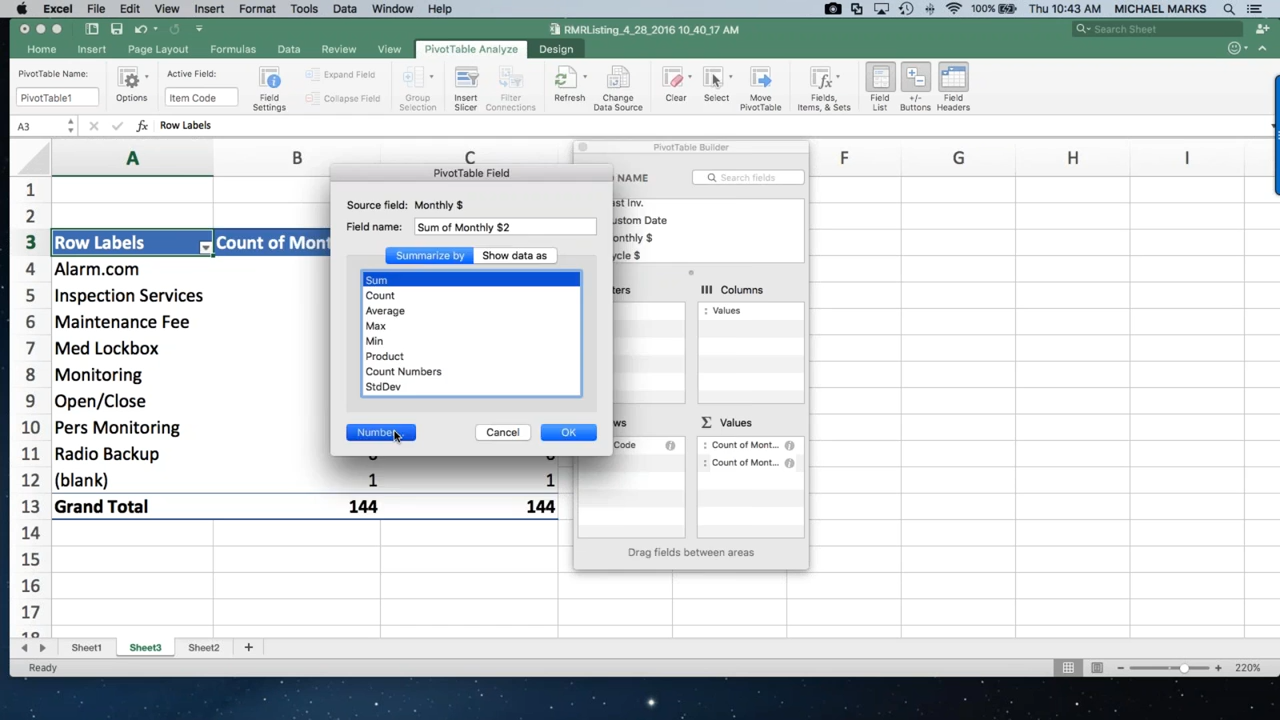 Excel File Edit View Insert Format Tools Data Window Help 100% Thu 10:43 AM MICHAEL MARKS
RMRListing_4_28_2016 10_40_17 AM
Search Sheet
Home Insert Page Layout Formulas Data Review View PivotTable Analyze Design
PivotTable Name:
PivotTable1
Options
Active Field:
Item Code
Field Settings
Expand Field
Collapse Field
Group Selection
Insert Slicer
Filter Connections
Refresh
Change Data Source
Clear
Select
Move PivotTable
Fields, Items, & Sets
Field List
+/- Buttons
Field Headers
A3 fx Row Labels
A B C F G H I
1
2
3 Row Labels Count of Mont
4 Alarm.com
5 Inspection Services
6 Maintenance Fee
7 Med Lockbox
8 Monitoring
9 Open/Close
10 Pers Monitoring
11 Radio Backup
12 (blank) 1 1
13 Grand Total 144 144
14
15
16
17
18
PivotTable Field
Source field: Monthly $
Field name: Sum of Monthly $2
Summarize by Show data as
Sum
Count
Average
Max
Min
Product
Count Numbers
StdDev
Number...
Cancel OK
PivotTable Builder
NAME Search fields
ast Inv.
ustom Date
onthly $
ycle $
ters Columns
Values
ws Values
Code Count of Mont...
Count of Mont...
Drag fields between areas
Sheet1 Sheet3 Sheet2 +
Ready 220%